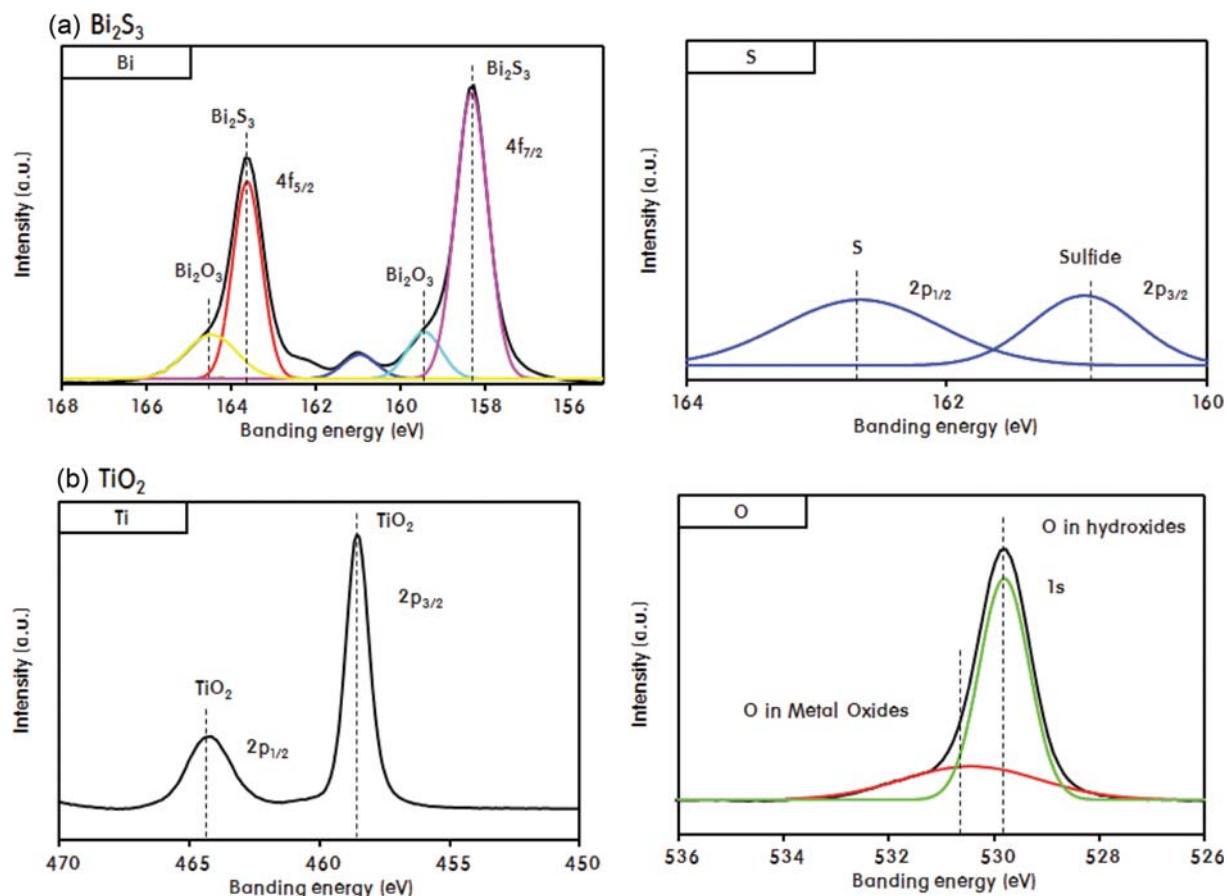 (a) Bi₂S₃
Bi
Bi₂S₃
Bi₂S₃
4f₅/₂
4f₇/₂
Bi₂O₃
Bi₂O₃
Intensity (a.u.)
168 166 164 162 160 158 156
Banding energy (eV)
S
S
Sulfide
2p₁/₂
2p₃/₂
Intensity (a.u.)
164 162 160
Banding energy (eV)
(b) TiO₂
Ti
TiO₂
2p₃/₂
TiO₂
2p₁/₂
Intensity (a.u.)
470 465 460 455 450
Banding energy (eV)
O
O in hydroxides
1s
O in Metal Oxides
Intensity (a.u.)
536 534 532 530 528 526
Banding energy (eV)